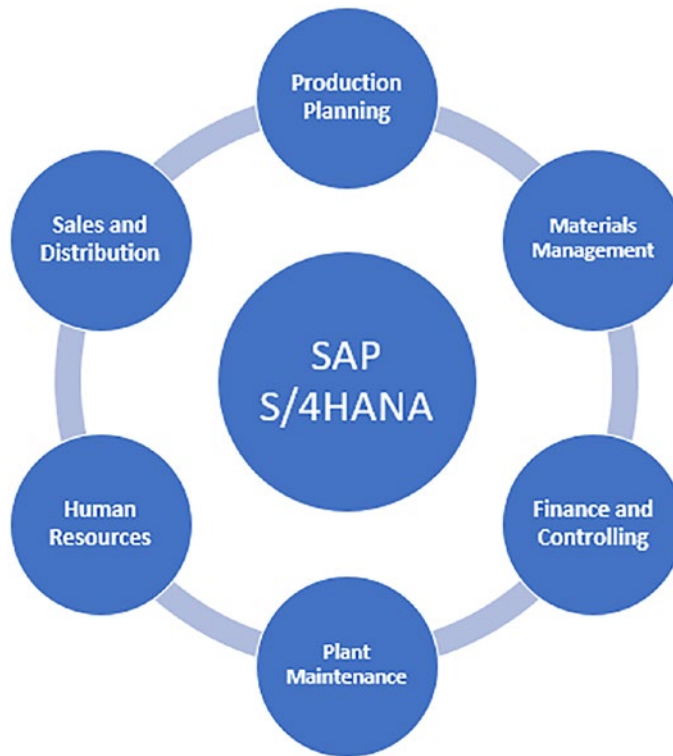 Production
Planning
Materials
Management
Finance and
Controlling
Plant
Maintenance
Human
Resources
Sales and
Distribution
SAP
S/4HANA